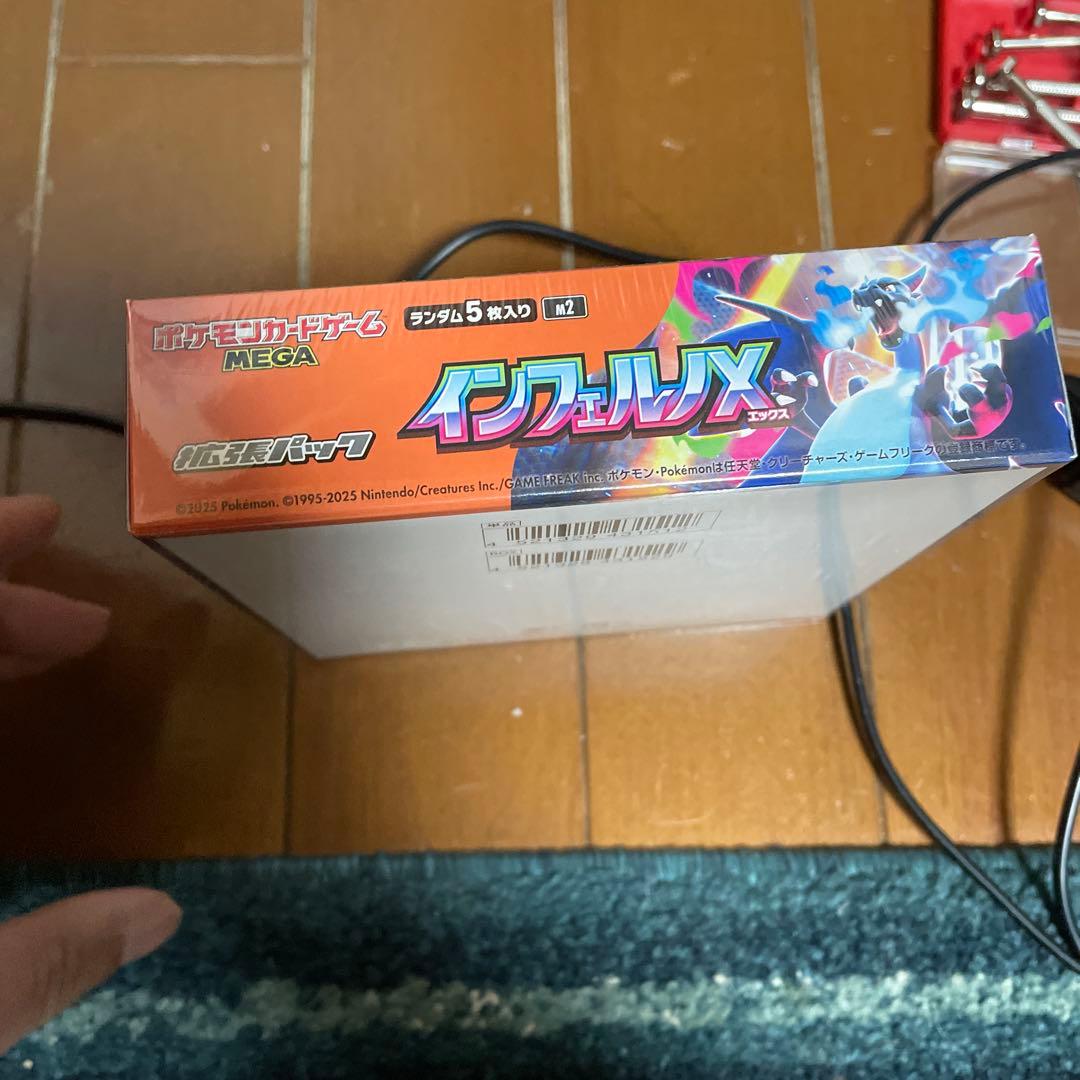 ポケモンカードゲーム
MEGA
ランダム5枚入り M2
インフェルノX
エックス
拡張パック
©2025 Pokémon. ©1995-2025 Nintendo/Creatures Inc./GAME FREAK inc. ポケモン・Pokémonは任天堂・クリーチャーズ・ゲームフリークの登録商標です。
単品
BOX